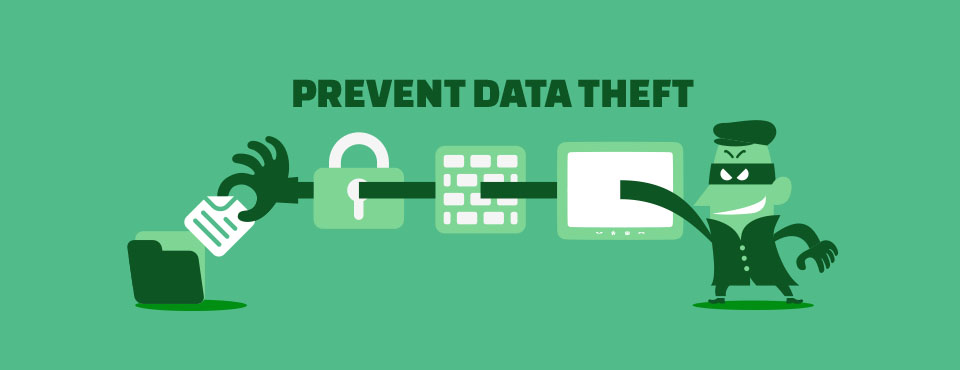 PREVENT DATA THEFT